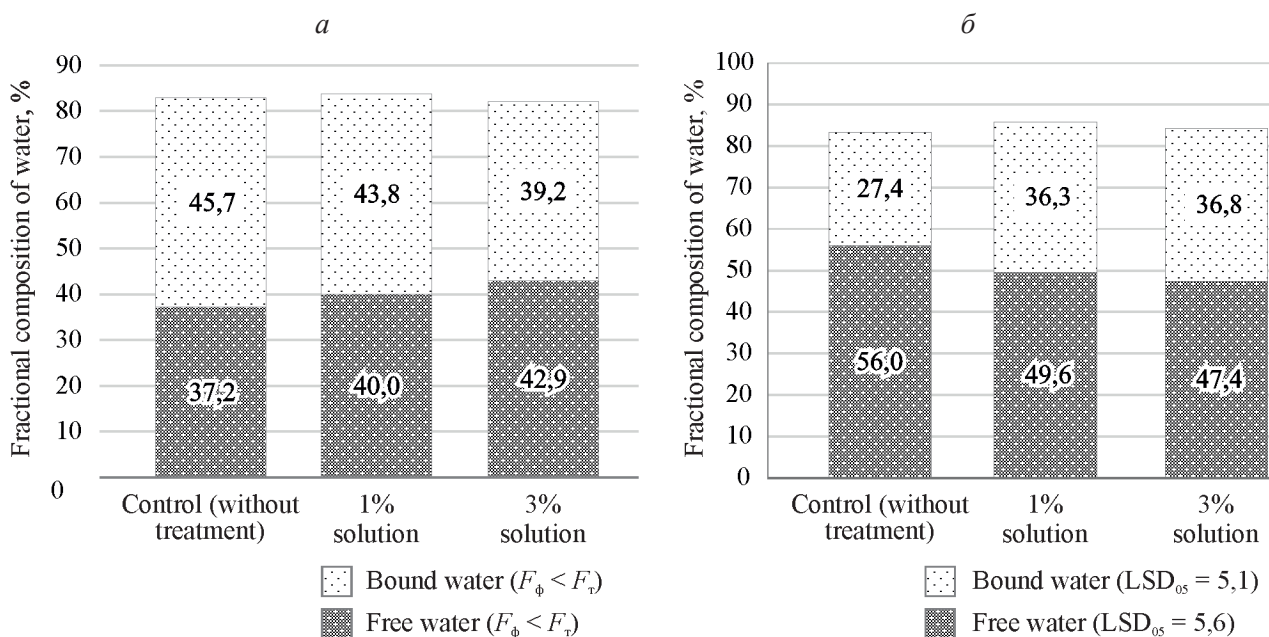 а
Fractional composition of water, %
90
80
70
60
50
40
30
20
10
0
45,7
43,8
39,2
37,2
40,0
42,9
Control (without
treatment)
1%
solution
3%
solution
Bound water (Fф < Fт)
Free water (Fф < Fт)
б
Fractional composition of water, %
100
90
80
70
60
50
40
30
20
10
0
27,4
36,3
36,8
56,0
49,6
47,4
Control (without
treatment)
1%
solution
3%
solution
Bound water (LSD05 = 5,1)
Free water (LSD05 = 5,6)